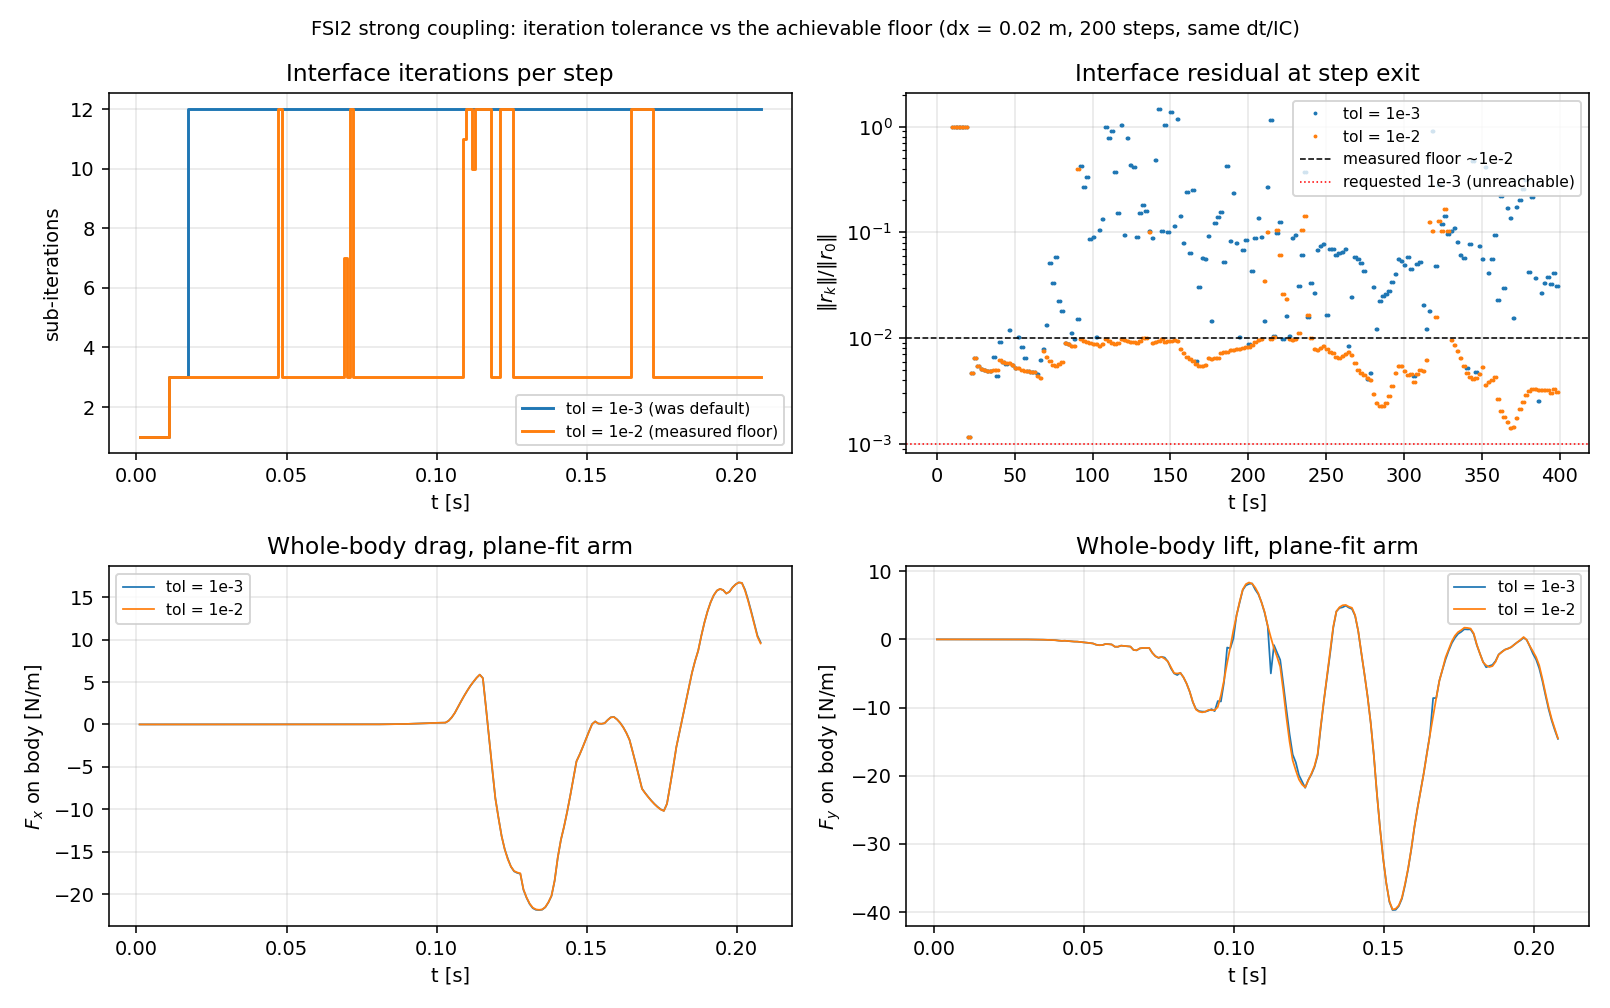 FSI2 strong coupling: iteration tolerance vs the achievable floor (dx = 0.02 m, 200 steps, same dt/IC)
Interface iterations per step
sub-iterations
12
10
8
6
4
2
tol = 1e-3 (was default)
tol = 1e-2 (measured floor)
0.00 0.05 0.10 0.15 0.20
t [s]
Interface residual at step exit
‖r_k‖/‖r_0‖
10^0
10^-1
10^-2
10^-3
tol = 1e-3
tol = 1e-2
measured floor ~1e-2
requested 1e-3 (unreachable)
0 50 100 150 200 250 300 350 400
t [s]
Whole-body drag, plane-fit arm
F_x on body [N/m]
15
10
5
0
−5
−10
−15
−20
tol = 1e-3
tol = 1e-2
0.00 0.05 0.10 0.15 0.20
t [s]
Whole-body lift, plane-fit arm
F_y on body [N/m]
10
0
−10
−20
−30
−40
tol = 1e-3
tol = 1e-2
0.00 0.05 0.10 0.15 0.20
t [s]